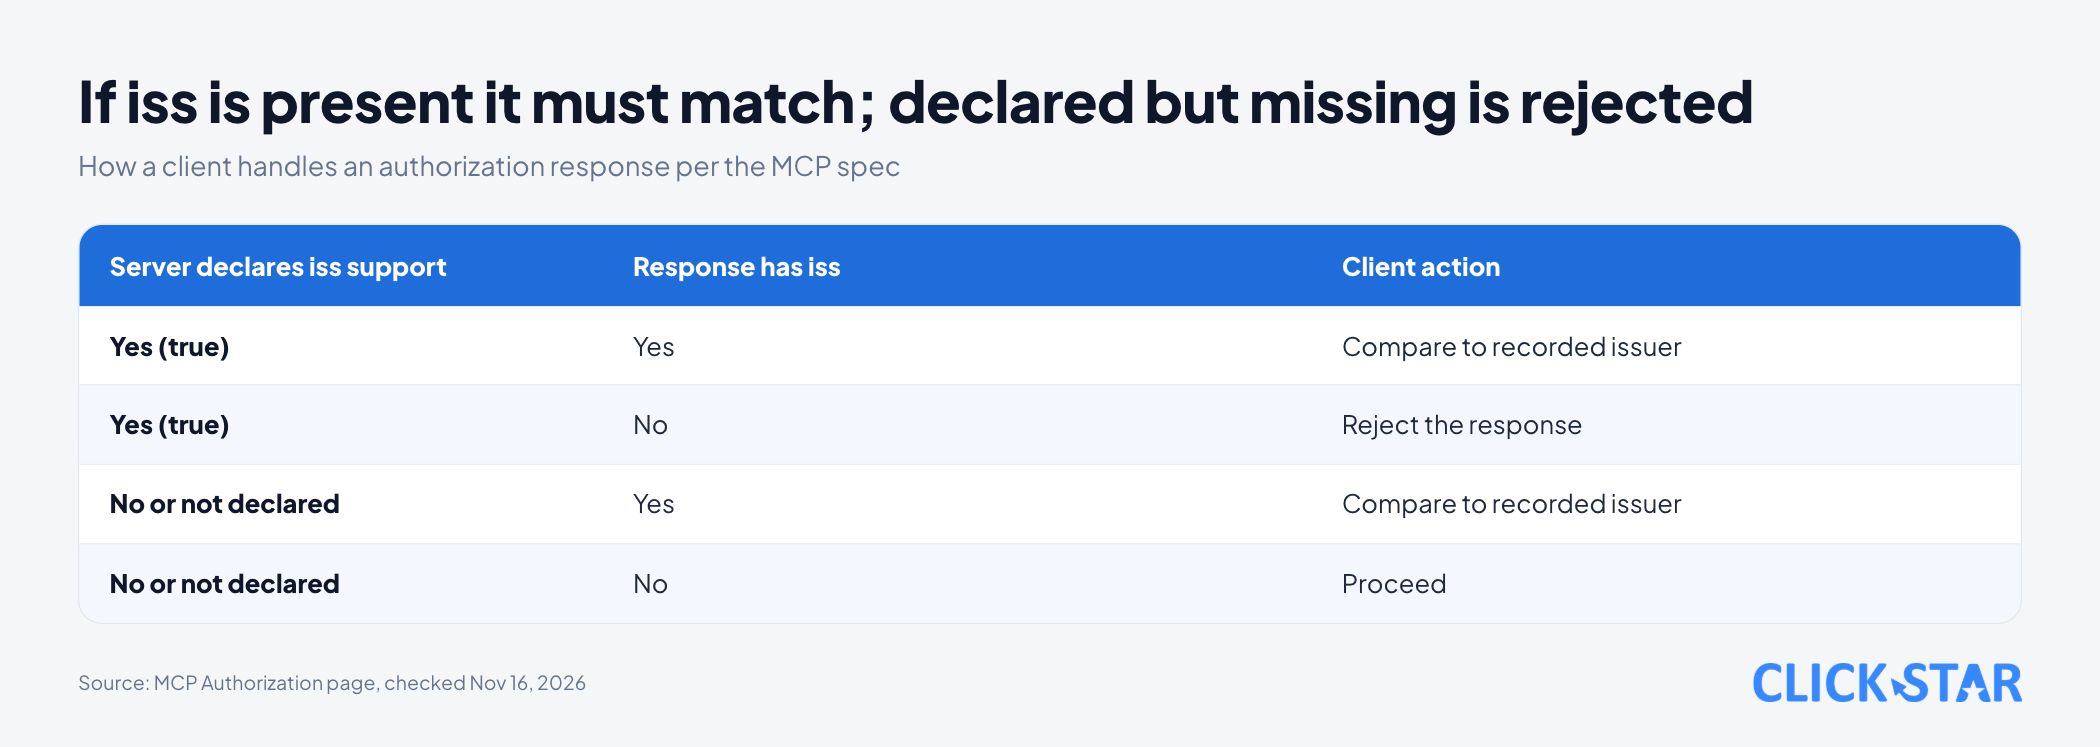 If iss is present it must match; declared but missing is rejected
How a client handles an authorization response per the MCP spec
Server declares iss support Response has iss Client action
Yes (true) Yes Compare to recorded issuer
Yes (true) No Reject the response
No or not declared Yes Compare to recorded issuer
No or not declared No Proceed
Source: MCP Authorization page, checked Nov 16, 2026
CLICKSTAR